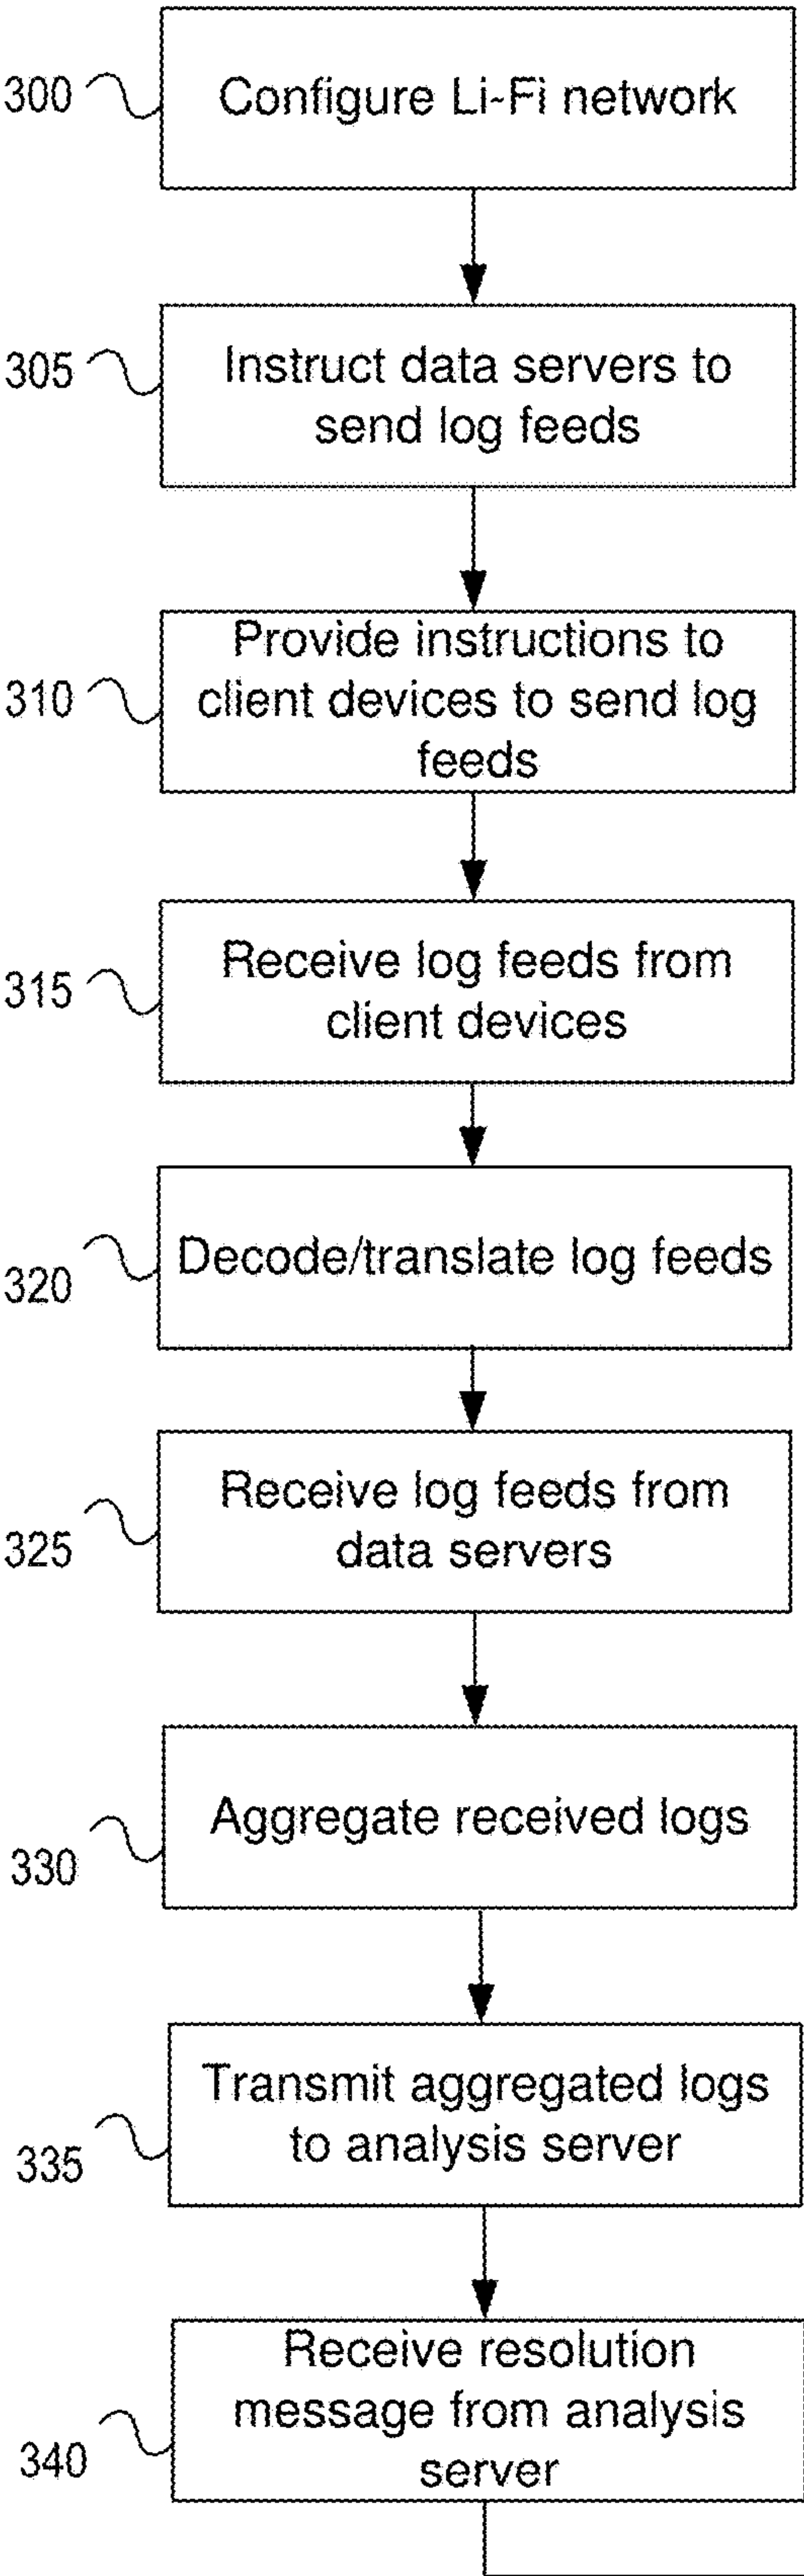 300
Configure Li-Fi network
305
Instruct data servers to
send log feeds
310
Provide instructions to
client devices to send log
feeds
315
Receive log feeds from
client devices
320
Decode/translate log feeds
325
Receive log feeds from
data servers
330
Aggregate received logs
335
Transmit aggregated logs
to analysis server
340
Receive resolution
message from analysis
server